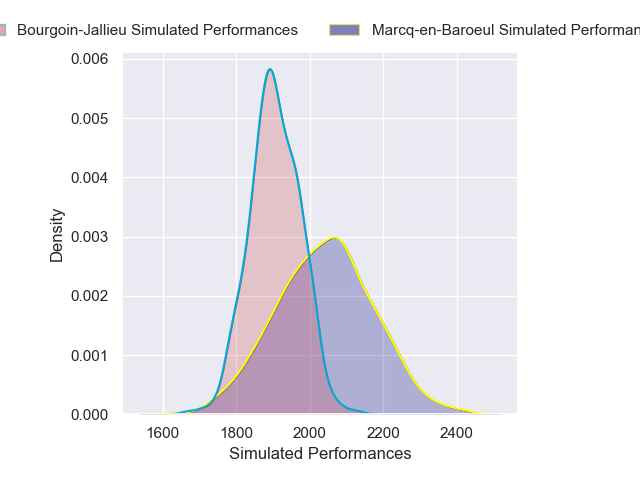 Bourgoin-Jallieu Simulated Performances
Marcq-en-Baroeul Simulated
0.006
0.005
0.004
0.003
0.002
0.001
0.000
Density
1600 1800 2000 2200 2400
Simulated Performances